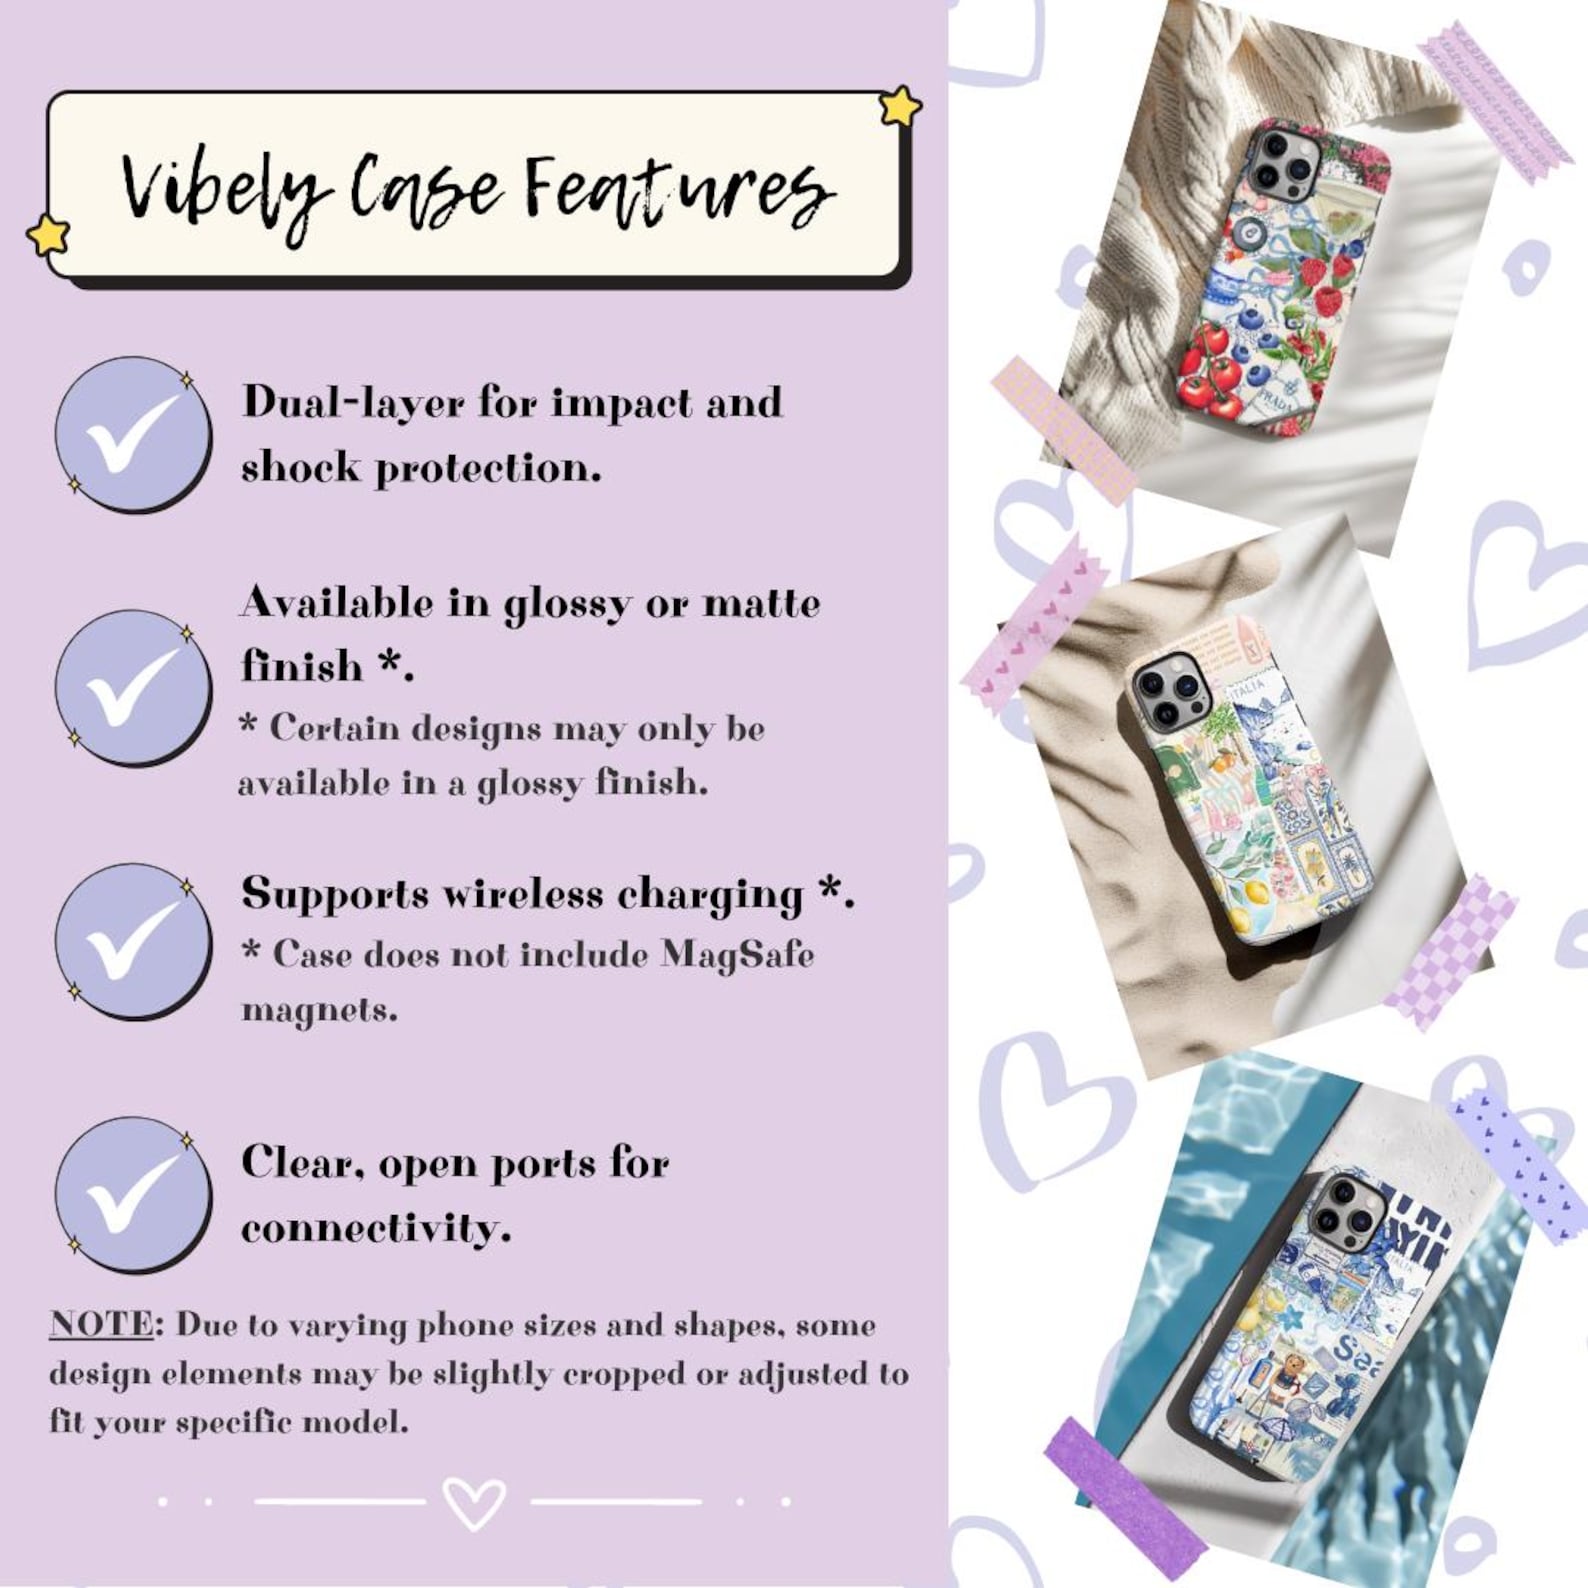 Vibely Case Features
Dual-layer for impact and
shock protection.
Available in glossy or matte
finish *.
* Certain designs may only be
available in a glossy finish.
Supports wireless charging *.
* Case does not include MagSafe
magnets.
Clear, open ports for
connectivity.
NOTE: Due to varying phone sizes and shapes, some
design elements may be slightly cropped or adjusted to
fit your specific model.
PRADA
ITALIA
ITALIA